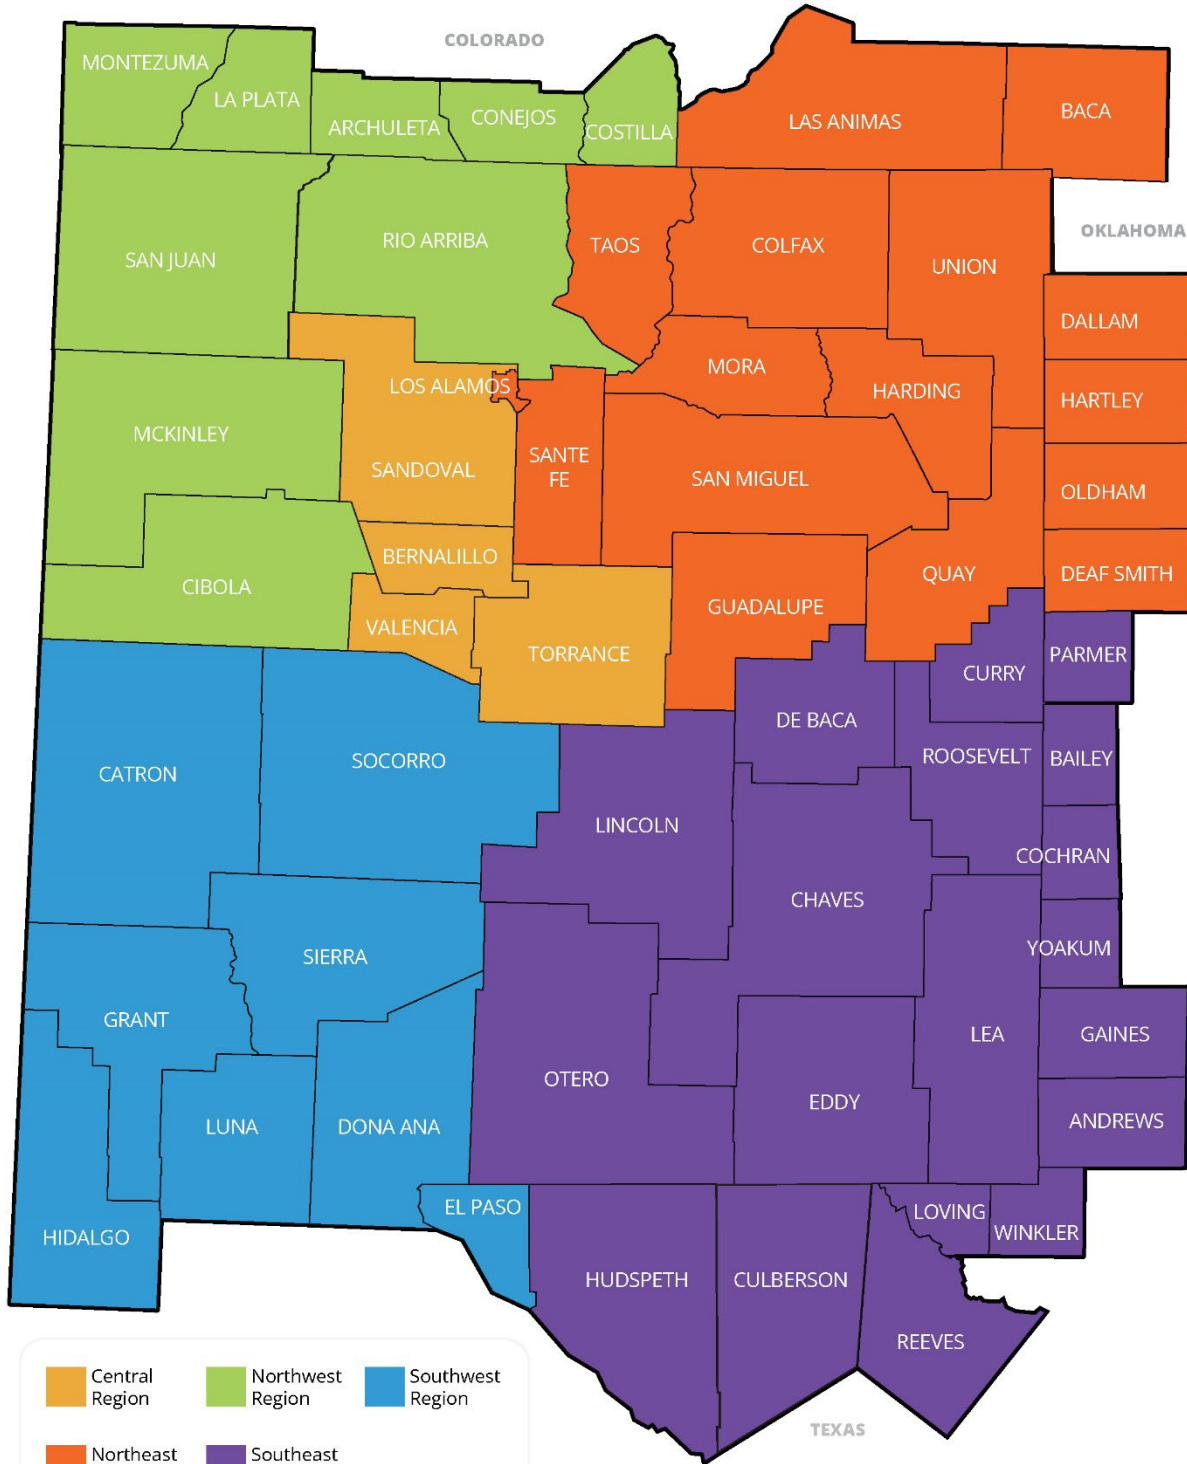 COLORADO
MONTEZUMA
LA PLATA
ARCHULETA
CONEJOS
COSTILLA
LAS ANIMAS
BACA
OKLAHOMA
SAN JUAN
RIO ARRIBA
TAOS
COLFAX
UNION
DALLAM
LOS ALAMOS
MORA
HARDING
HARTLEY
MCKINLEY
SANDOVAL
SANTE
FE
SAN MIGUEL
OLDHAM
BERNALILLO
CIBOLA
QUAY
DEAF SMITH
GUADALUPE
VALENCIA
TORRANCE
CURRY
PARMER
DE BACA
CATRON
SOCORRO
ROOSEVELT
BAILEY
LINCOLN
COCHRAN
CHAVES
SIERRA
YOAKUM
GRANT
LEA
GAINES
OTERO
EDDY
LUNA
DONA ANA
ANDREWS
EL PASO
LOVING
WINKLER
HIDALGO
HUDSPETH
CULBERSON
REEVES
TEXAS
Central
Region
Northwest
Region
Southwest
Region
Northeast
Southeast